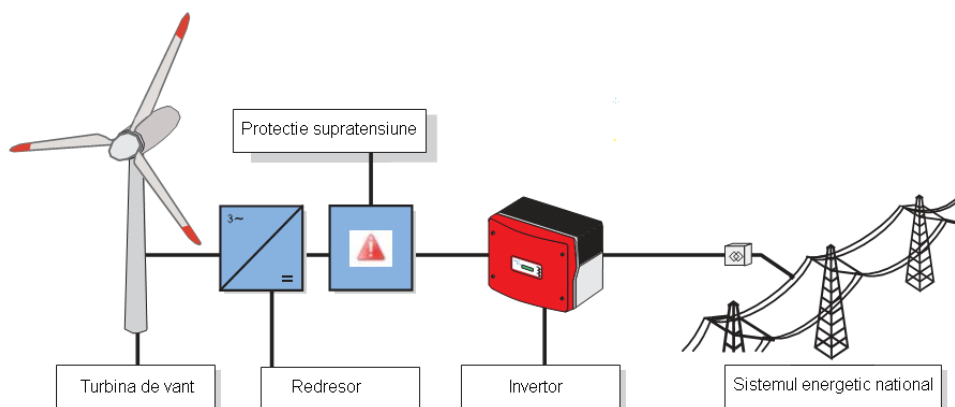 Protectie supratensiune
3~
=
Turbina de vant
Redresor
Invertor
Sistemul energetic national